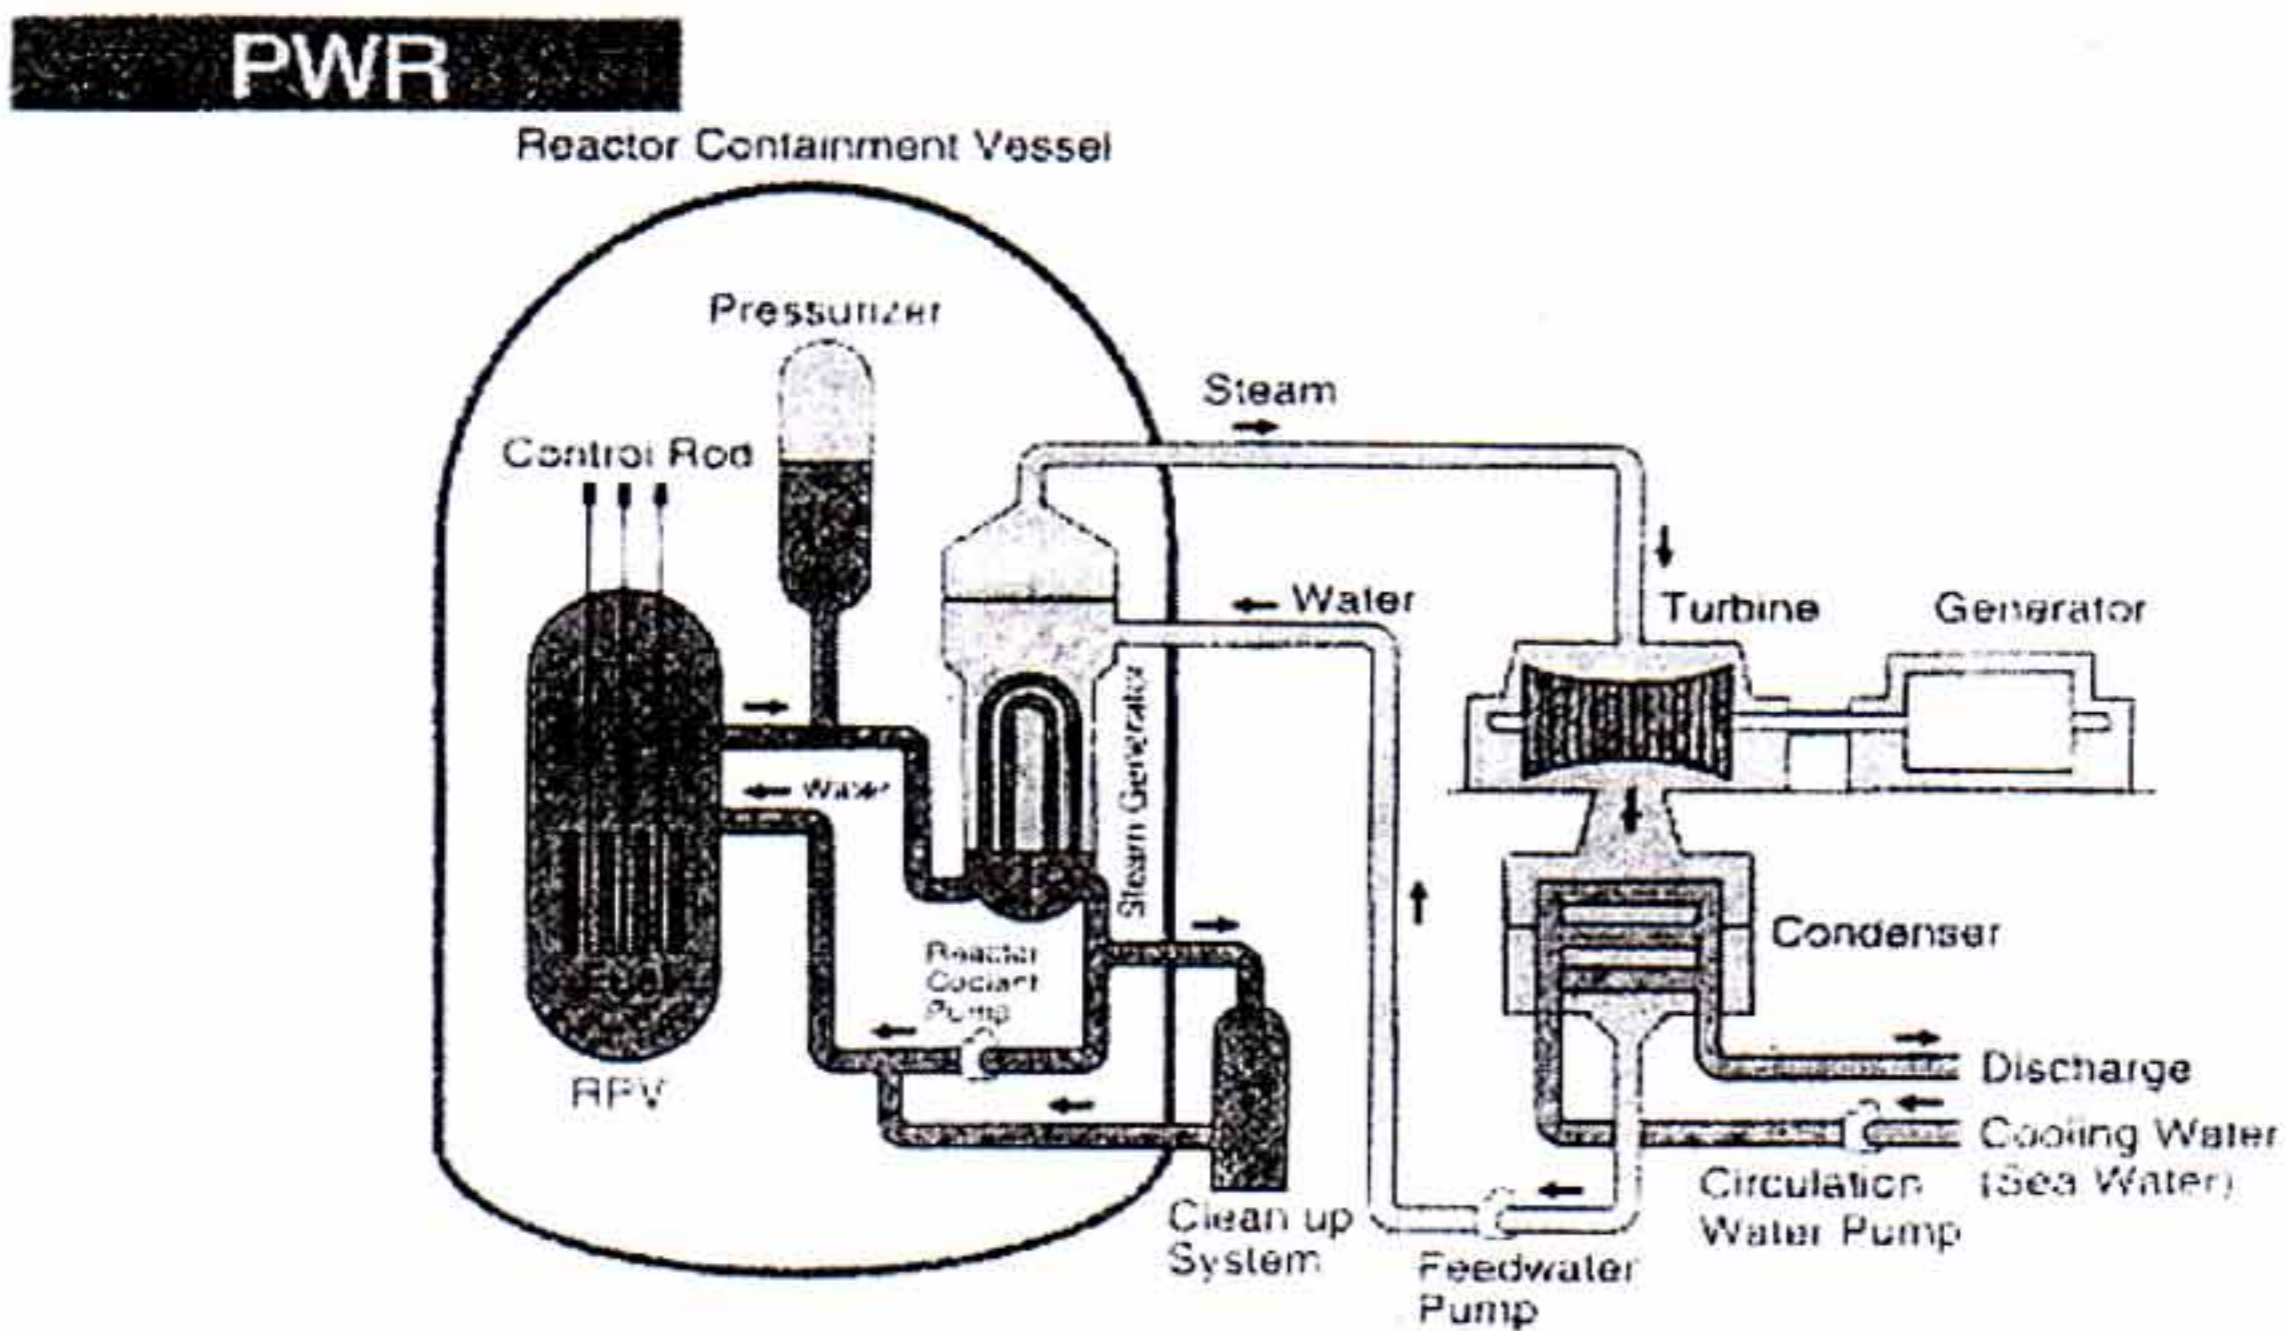 PWR
Reactor Containment Vessel
Pressurizer
Control Rod
Steam
Water
Turbine
Generator
Steam Generator
Water
Reactor
Coolant
Pump
RPV
Condenser
Discharge
Cooling Water
(Sea Water)
Circulation
Water Pump
Clean up
System
Feedwater
Pump